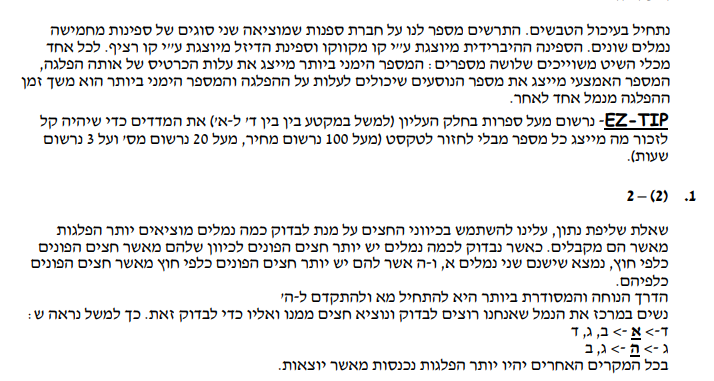 נתחיל בעיכול הטבשים. התרשים מספר לנו על חברת ספנות שמוציאה שני סוגים של ספינות מחמישה
נמלים שונים. הספינה ההיברידית מיוצגת ע״י קו מקווקו וספינת הדיזל מיוצגת ע״י קו רציף. לכל אחד
מכלי השיט משוייכים שלושה מספרים: המספר הימני ביותר מייצג את עלות הכרטיס של אותה הפלגה,
המספר האמצעי מייצג את מספר הנוסעים שיכולים לעלות על ההפלגה והמספר הימני ביותר הוא משך זמן
ההפלגה מנמל אחד לאחר.
EZ-TIP- נרשום מעל ספרות בחלק העליון (למשל במקטע בין בין ד׳ ל-א׳) את המדדים כדי שיהיה קל
לזכור מה מייצג כל מספר מבלי לחזור לטקסט (מעל 100 נרשום מחיר, מעל 20 נרשום מס׳ ועל 3 נרשום
שעות).
1. (2) – 2
שאלת שליפת נתון, עלינו להשתמש בכיווני החצים על מנת לבדוק כמה נמלים מוציאים יותר הפלגות
מאשר הם מקבלים. כאשר נבדוק לכמה נמלים יש יותר חצים הפונים לכיוון שלהם מאשר חצים הפונים
כלפי חוץ, נמצא שישנם שני נמלים א, ו-ה אשר להם יש יותר חצים הפונים כלפי חוץ מאשר חצים הפונים
כלפיהם.
הדרך הנוחה והמסודרת ביותר היא להתחיל מא ולהתקדם ל-ה׳
נשים במרכז את הנמל שאנחנו רוצים לבדוק ונוציא חצים ממנו ואליו כדי לבדוק זאת. כך למשל נראה ש:
ד-> א -> ב, ג, ד
ג -> ה -> ג, ב
בכל המקרים האחרים יהיו יותר הפלגות נכנסות מאשר יוצאות.